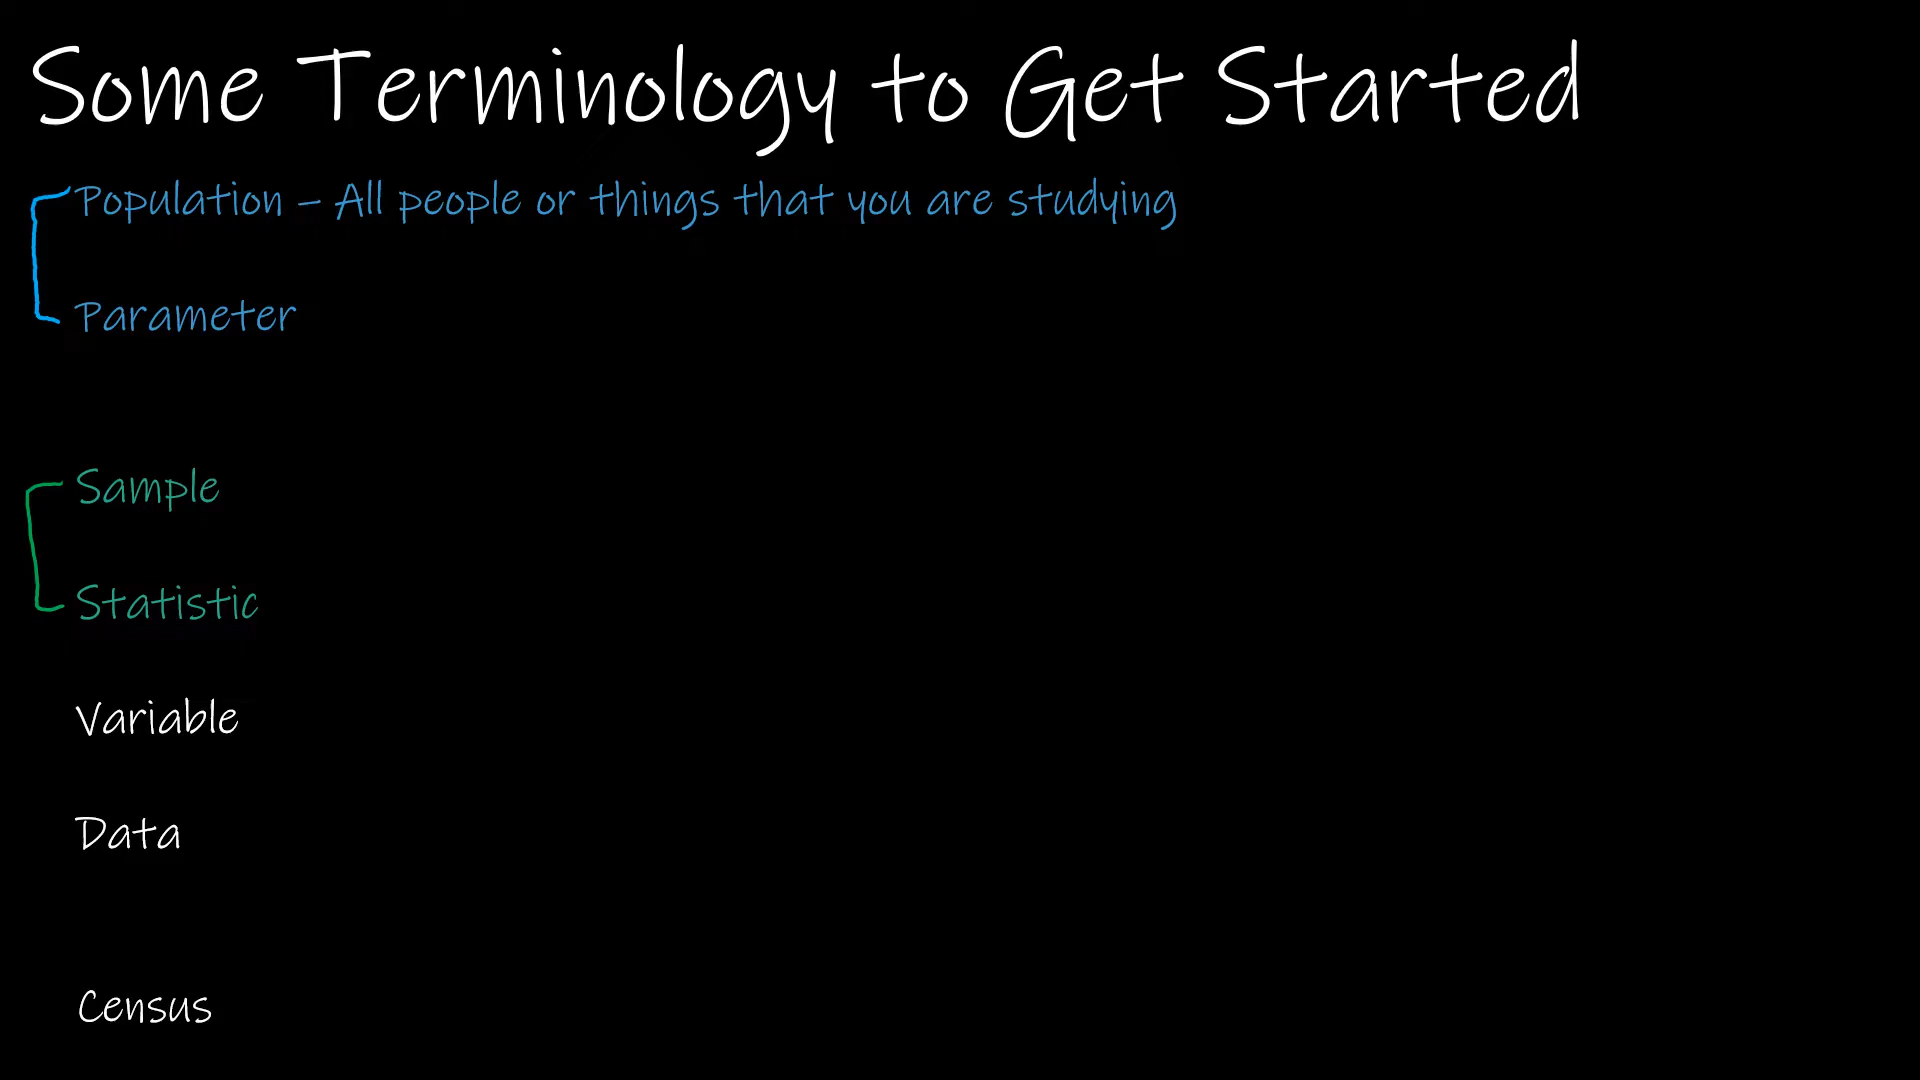 Some Terminology to Get Started
Population – All people or things that you are studying
Parameter
Sample
Statistic
Variable
Data
Census